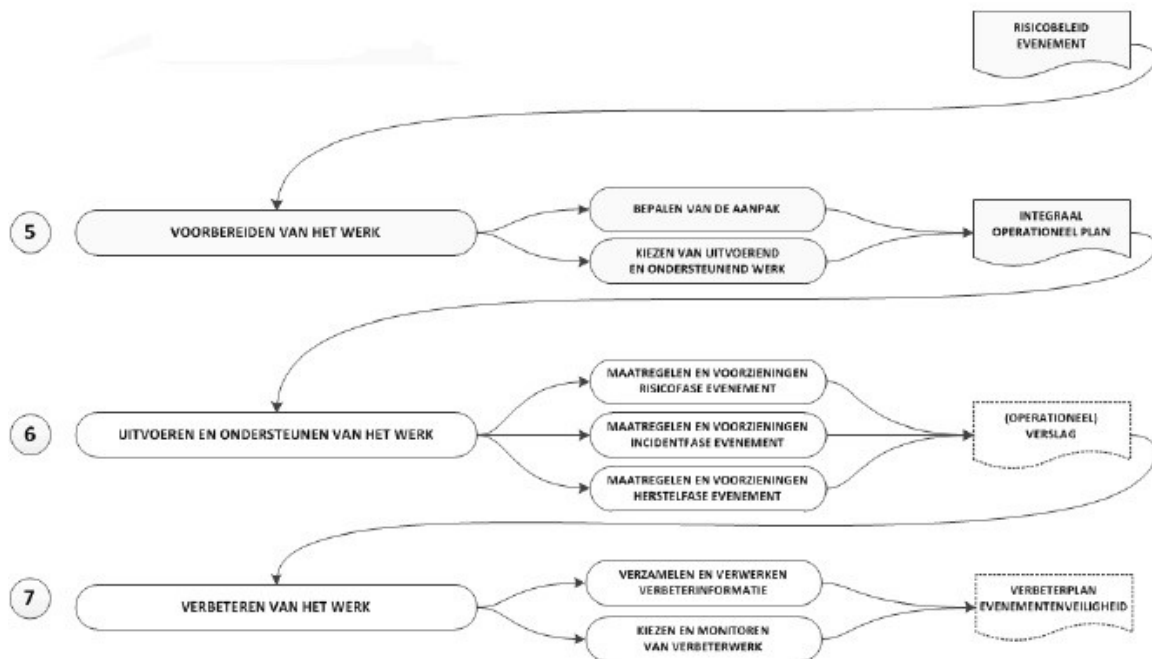 RISICOBELEID
EVENEMENT
5
VOORBEREIDEN VAN HET WERK
BEPALEN VAN DE AANPAK
KIEZEN VAN UITVOEREND
EN ONDERSTEUNEND WERK
INTEGRAAL
OPERATIONEEL PLAN
6
UITVOEREN EN ONDERSTEUNEN VAN HET WERK
MAATREGELEN EN VOORZIENINGEN
RISICOFASE EVENEMENT
MAATREGELEN EN VOORZIENINGEN
INCIDENTFASE EVENEMENT
MAATREGELEN EN VOORZIENINGEN
HERSTELFASE EVENEMENT
(OPERATIONEEL)
VERSLAG
7
VERBETEREN VAN HET WERK
VERZAMELEN EN VERWERKEN
VERBETERINFORMATIE
KIEZEN EN MONITOREN
VAN VERBETERWERK
VERBETERPLAN
EVENEMENTENVEILIGHEID